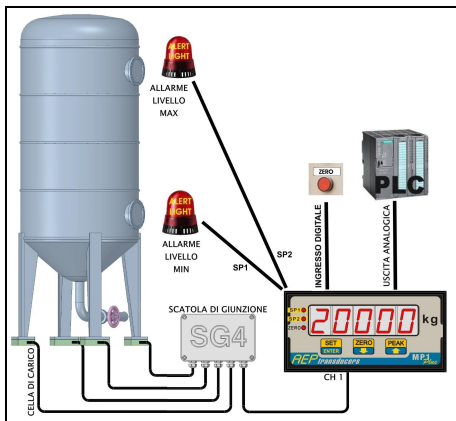 ALERT
LIGHT
ALLARME
LIVELLO
MAX
ALERT
LIGHT
ALLARME
LIVELLO
MIN
SP1
SP2
ZERO
INGRESSO DIGITALE
PLC
USCITA ANALOGICA
SCATOLA DI GIUNZIONE
SG4
CELLA DI CARICO
SP1
SP2
ZERO
20000 kg
SET
ENTER
ZERO
PEAK
AEP transducers
MP1
Plus
CH 1